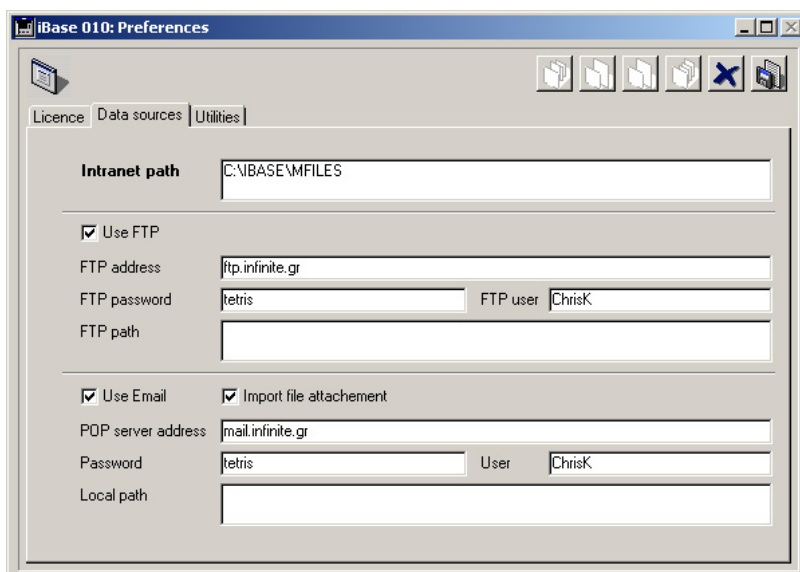 iBase 010: Preferences
Licence Data sources Utilities
Intranet path C:\IBASE\MFILES
Use FTP
FTP address ftp.infinite.gr
FTP password tetris FTP user ChrisK
FTP path
Use Email Import file attachement
POP server address mail.infinite.gr
Password tetris User ChrisK
Local path